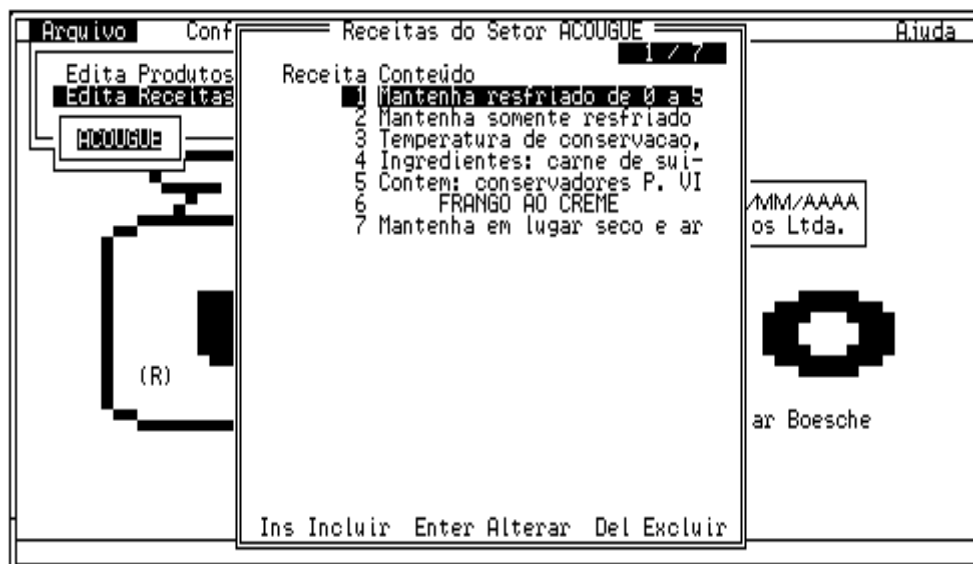 Arquivo Conf Ajuda
Receitas do Setor ACOUGUE
1 / 7
Edita Produtos
Edita Receitas
ACOUGUE
Receita Conteúdo
1 Mantenha resfriado de 0 a 5
2 Mantenha somente resfriado
3 Temperatura de conservacao,
4 Ingredientes: carne de sui-
5 Contem: conservadores P. VI
6 FRANGO AO CREME
7 Mantenha em lugar seco e ar
/MM/AAAA
os Ltda.
(R)
ar Boesche
Ins Incluir Enter Alterar Del Excluir